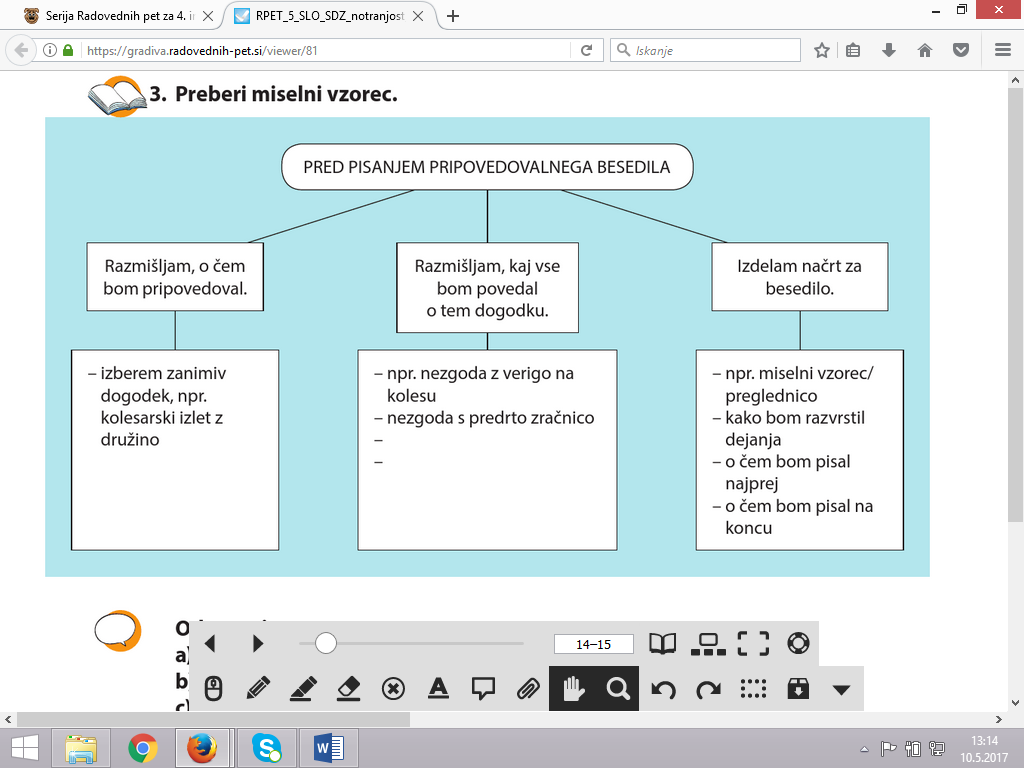 Serija Radovednih pet za 4. i
RPET_5_SLO_SDZ_notranjost
https://gradiva.radovednih-pet.si/viewer/81
Iskanje
3. Preberi miselni vzorec.
PRED PISANJEM PRIPOVEDOVALNEGA BESEDILA
Razmišljam, o čem
bom pripovedoval.
Razmišljam, kaj vse
bom povedal
o tem dogodku.
Izdelam načrt za
besedilo.
– izberem zanimiv
dogodek, npr.
kolesarski izlet z
družino
– npr. nezgoda z verigo na
kolesu
– nezgoda s predrto zračnico
–
–
– npr. miselni vzorec/
preglednico
– kako bom razvrstil
dejanja
– o čem bom pisal
najprej
– o čem bom pisal na
koncu
a)
b
c)
14–15
13:14
10.5.2017